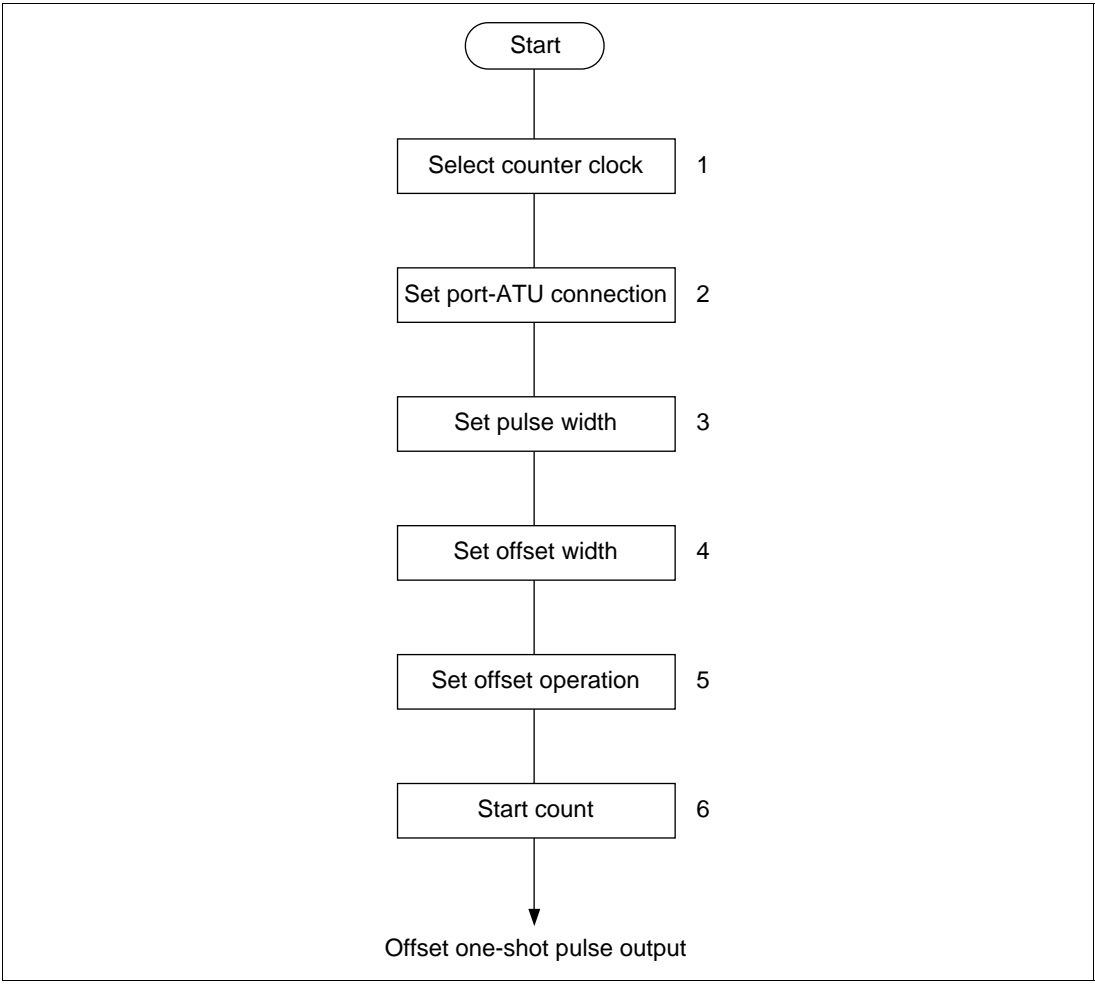 Start
Select counter clock 1
Set port-ATU connection 2
Set pulse width 3
Set offset width 4
Set offset operation 5
Start count 6
Offset one-shot pulse output